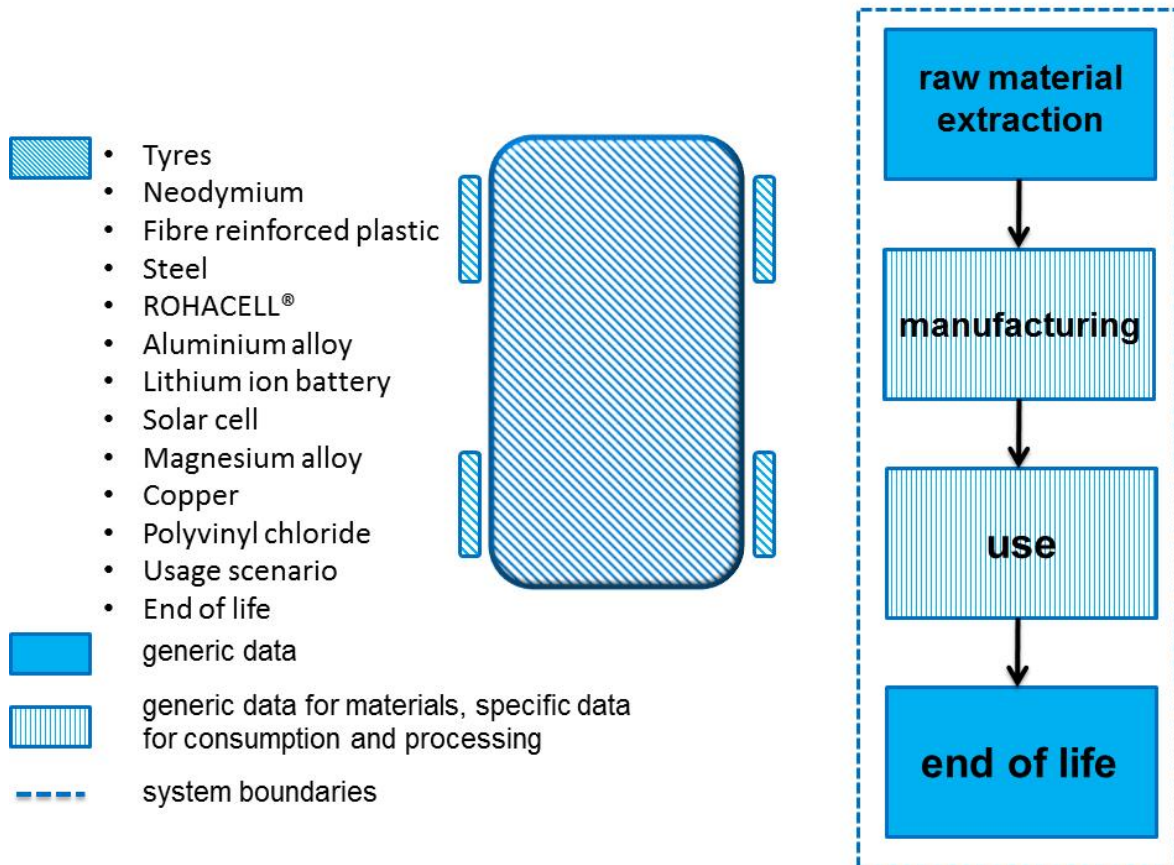 Tyres
Neodymium
Fibre reinforced plastic
Steel
ROHACELL®
Aluminium alloy
Lithium ion battery
Solar cell
Magnesium alloy
Copper
Polyvinyl chloride
Usage scenario
End of life
generic data
generic data for materials, specific data
for consumption and processing
system boundaries
raw material
extraction
manufacturing
use
end of life